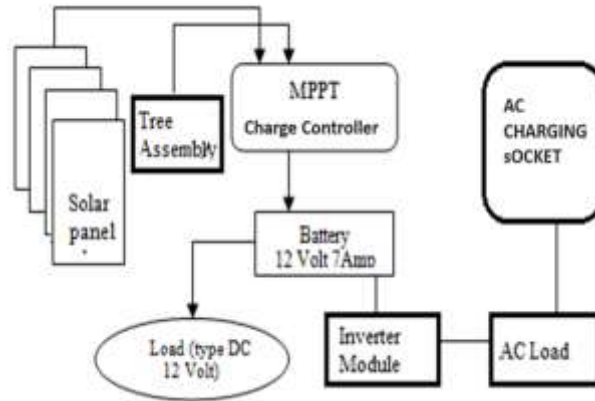 MPPT
Charge Controller
Tree
Assembly
AC
CHARGING
sOCKET
Solar
panel
Battery
12 Volt 7Amp
Load (type DC
12 Volt)
Inverter
Module
AC Load